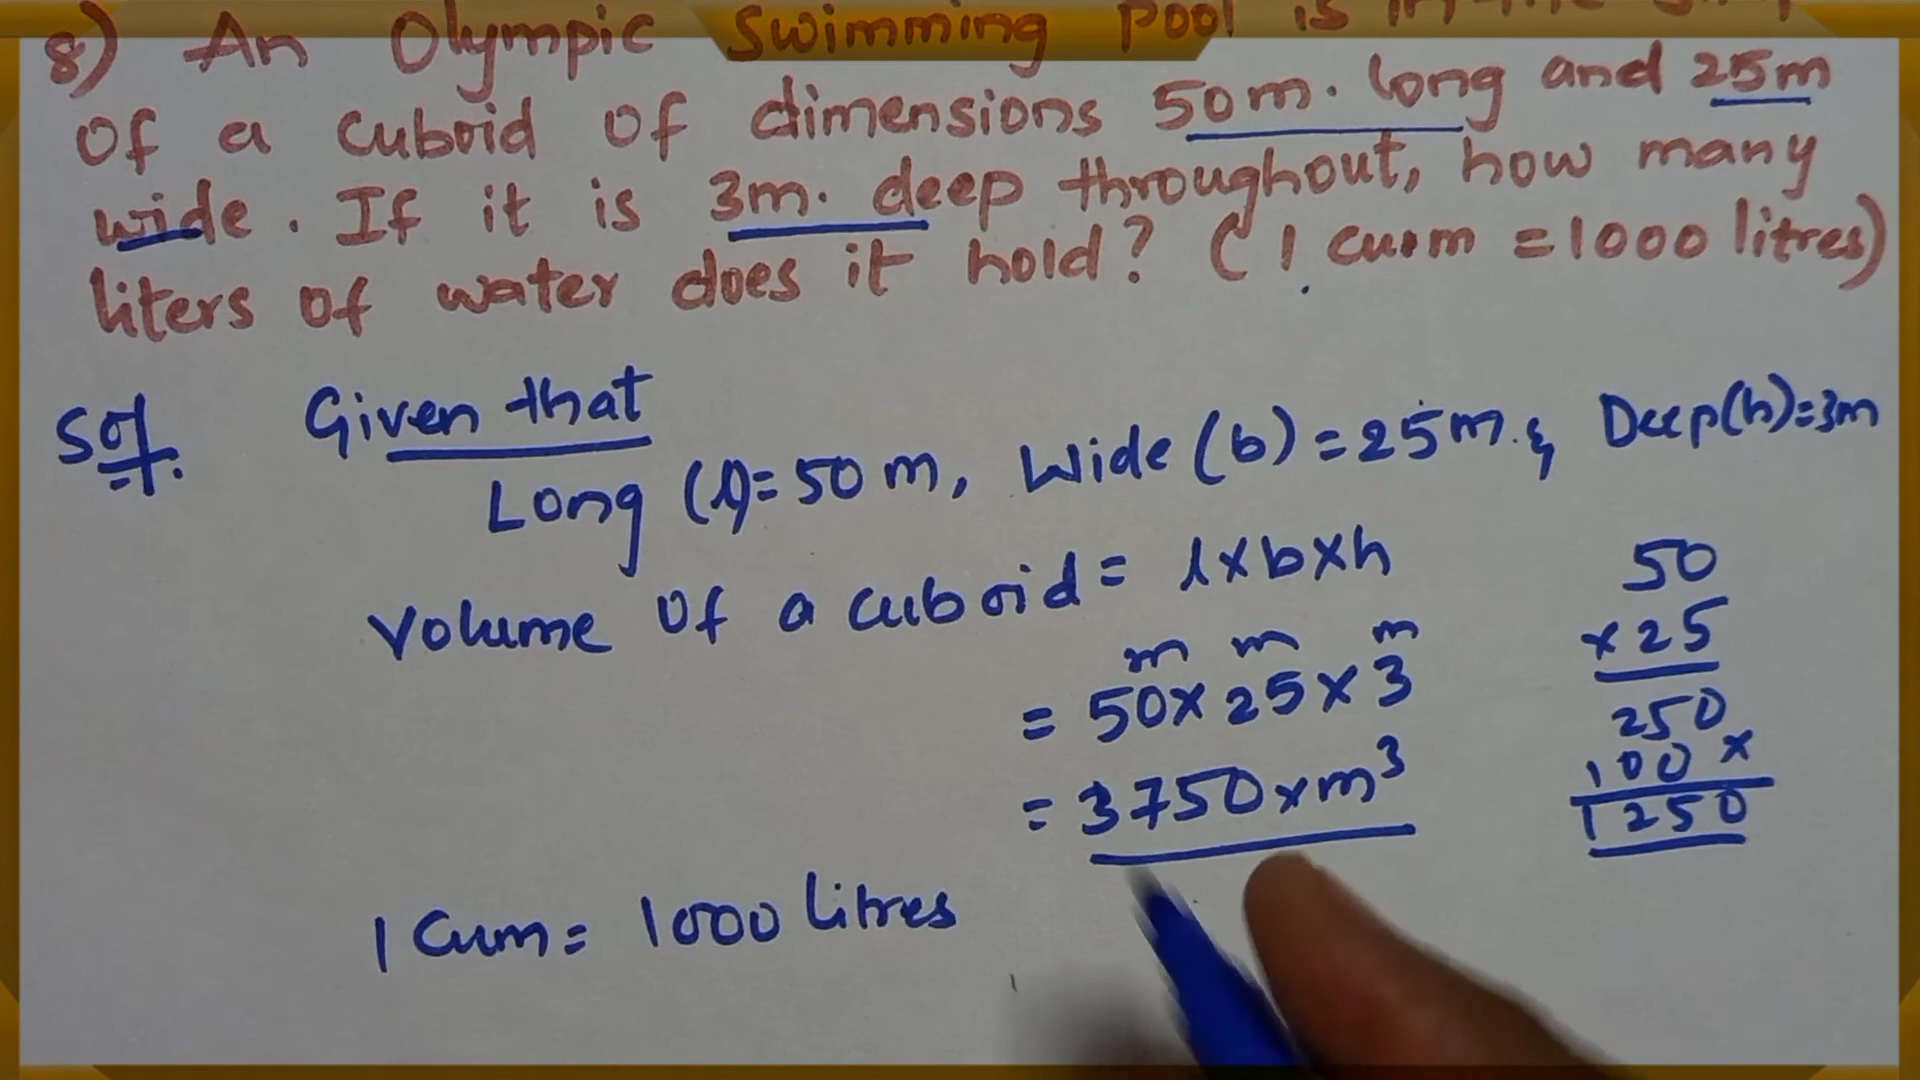 8) An Olympic Swimming Pool is in the
Of a cuboid of dimensions 50m. long and 25m
wide. If it is 3m. deep throughout, how many
liters of water does it hold? (1 cu.m = 1000 litres)
Sol. Given that
Long (l)= 50 m, Wide (b) = 25 m. & Deep(h)=3m
Volume of a cuboid = l×b×h
m m m
= 50× 25 × 3
= 3750×m³
1 Cum = 1000 Litres
50
×25
250
100 ×
1250